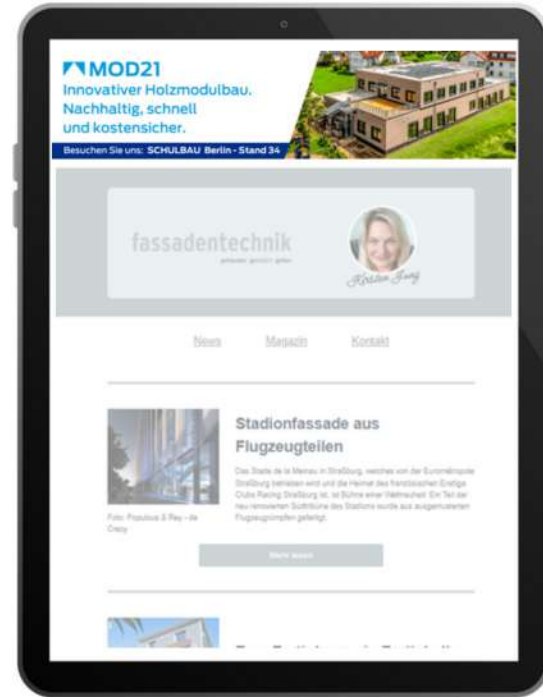 MOD21
Innovativer Holzmodulbau.
Nachhaltig, schnell
und kostensicher.
Besuchen Sie uns: SCHULBAU Berlin - Stand 34
fassadentechnik
Kirsten Jung
News Magazin Kontakt
Stadionfassade aus
Flugzeugteilen
Das Stade de la Meinau in Straßburg, welches von der Eurométropole
Straßburg betrieben wird und die Heimat des französischen Erstliga
Clubs Racing Straßburg ist, ist Bühne einer Weltneuheit: Ein Teil der
neu renovierten Südtribüne des Stadions wurde aus ausgemusterten
Flugzeugrümpfen gefertigt.
Foto: Populous & Rey - de
Crecy
Mehr lesen